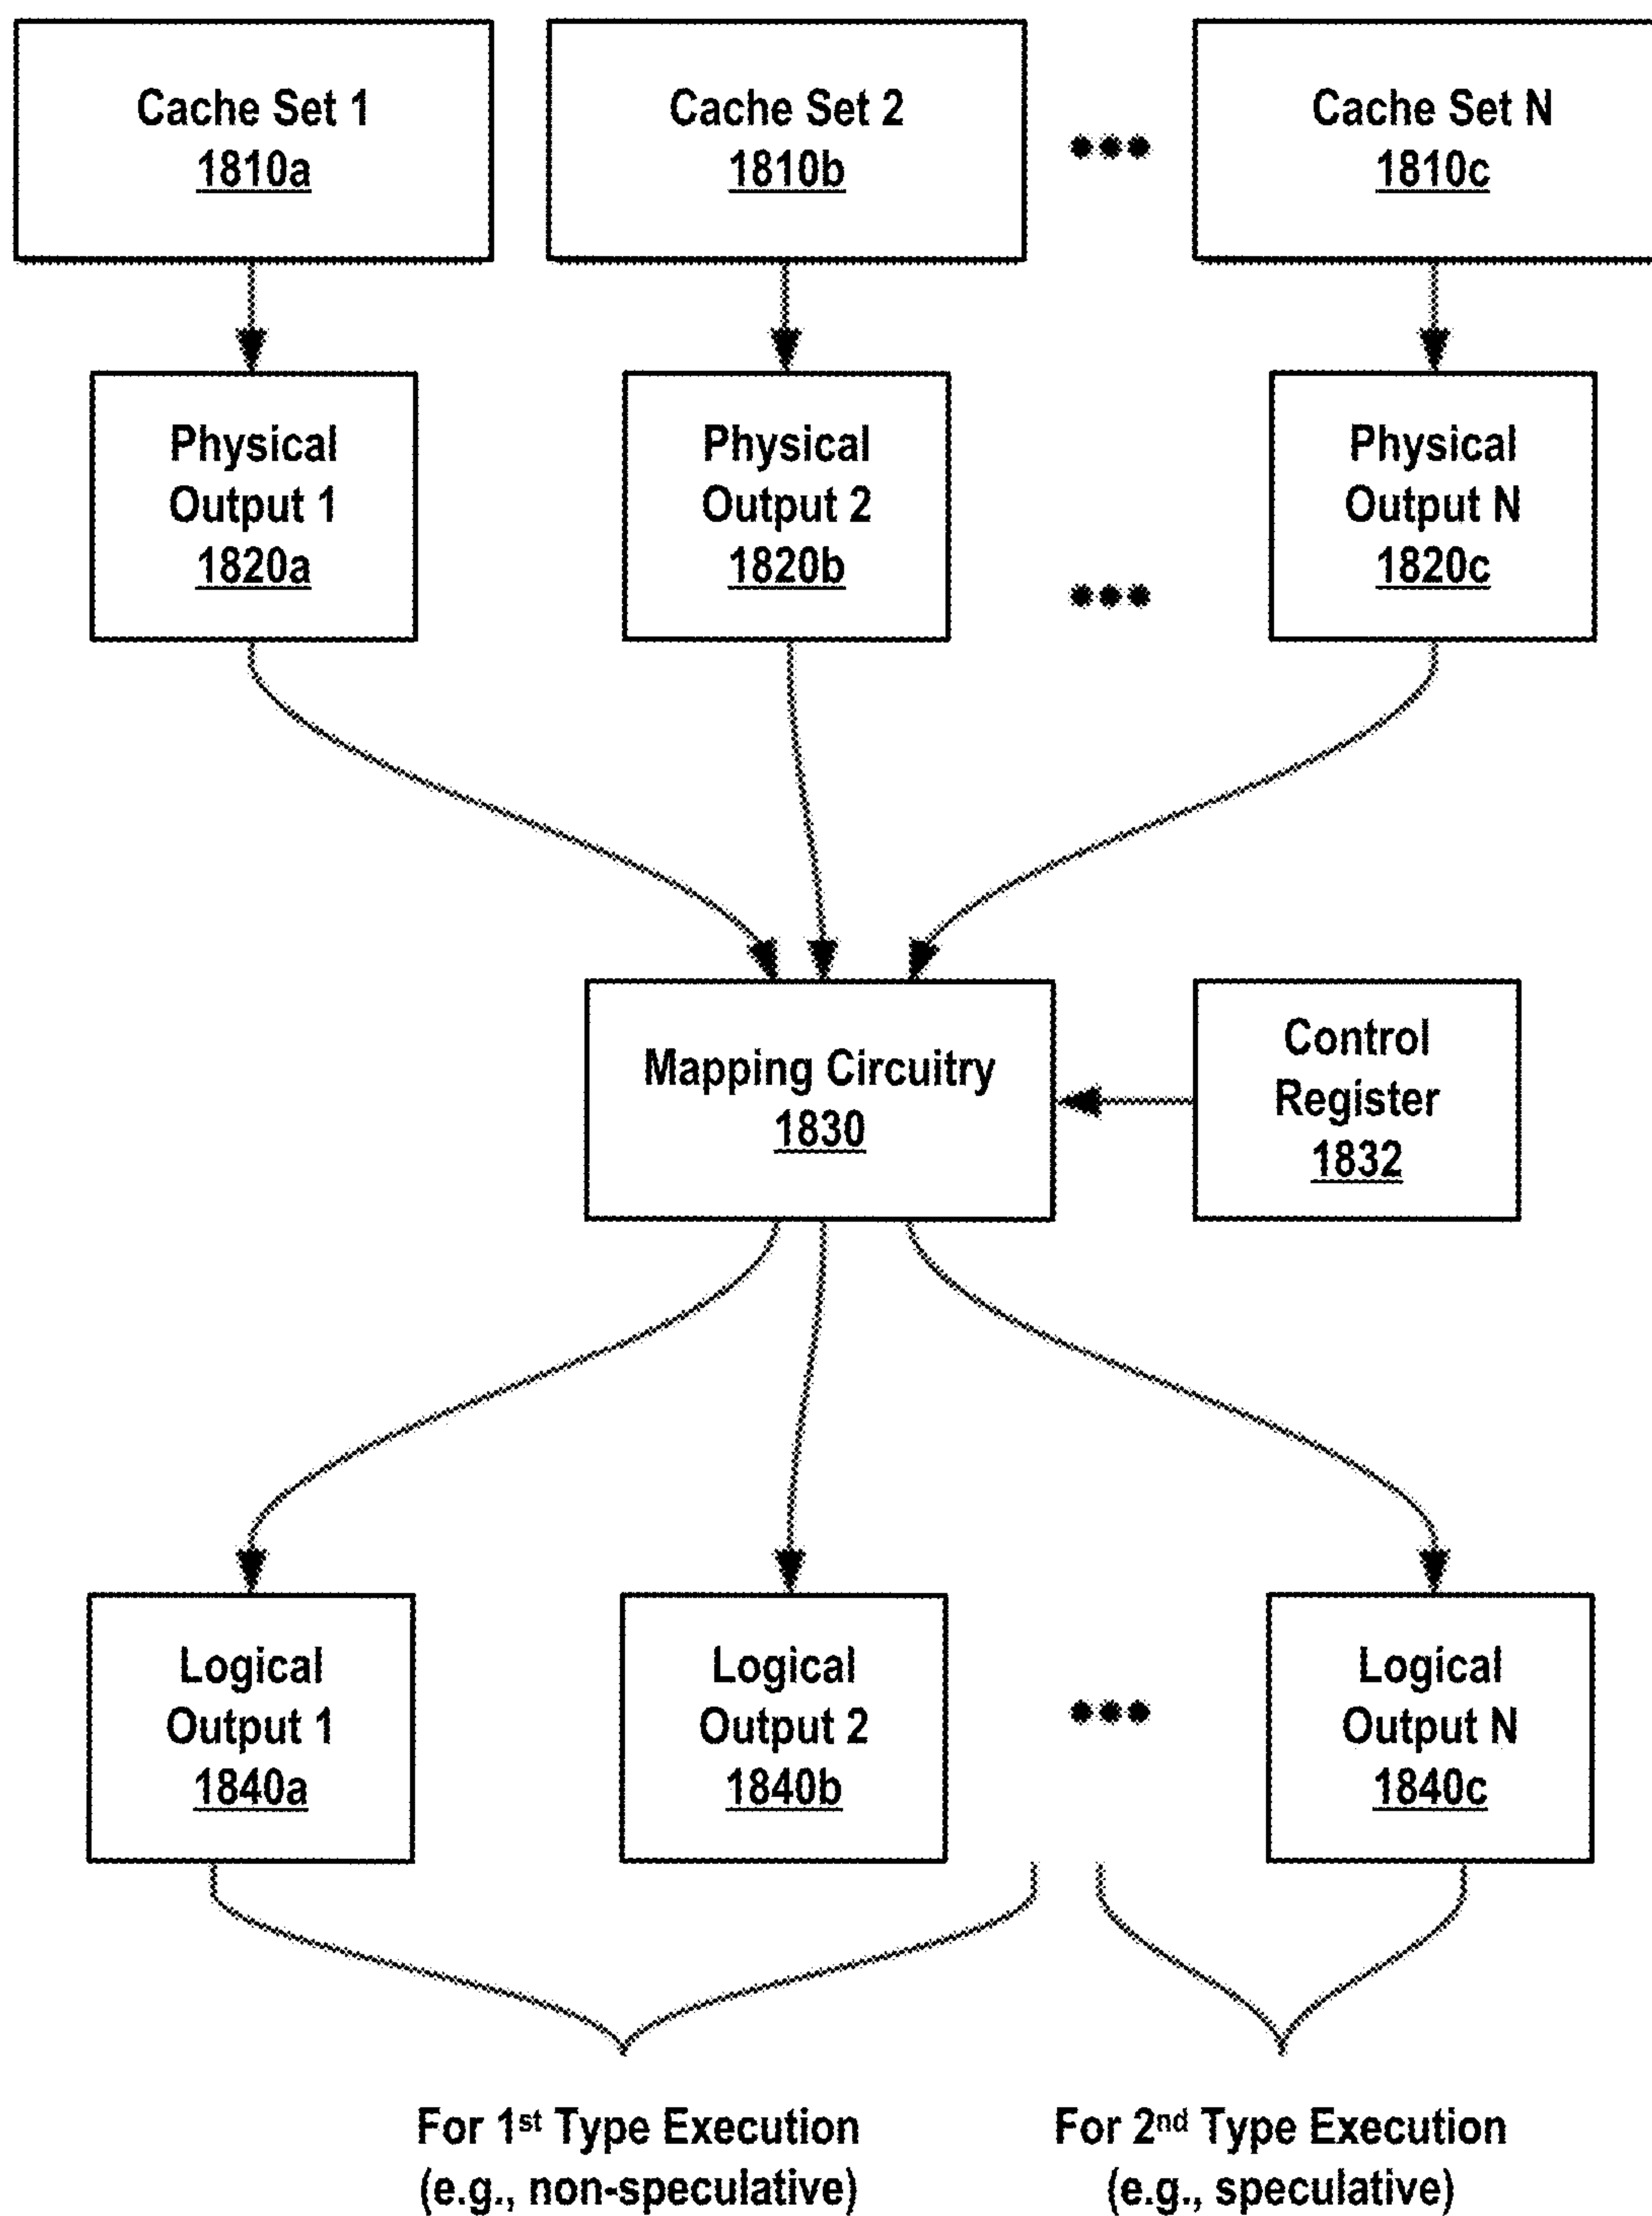 Cache Set 1
1810a
Cache Set 2
1810b
Cache Set N
1810c
Physical
Output 1
1820a
Physical
Output 2
1820b
Physical
Output N
1820c
Mapping Circuitry
1830
Control
Register
1832
Logical
Output 1
1840a
Logical
Output 2
1840b
Logical
Output N
1840c
For 1st Type Execution
(e.g., non-speculative)
For 2nd Type Execution
(e.g., speculative)